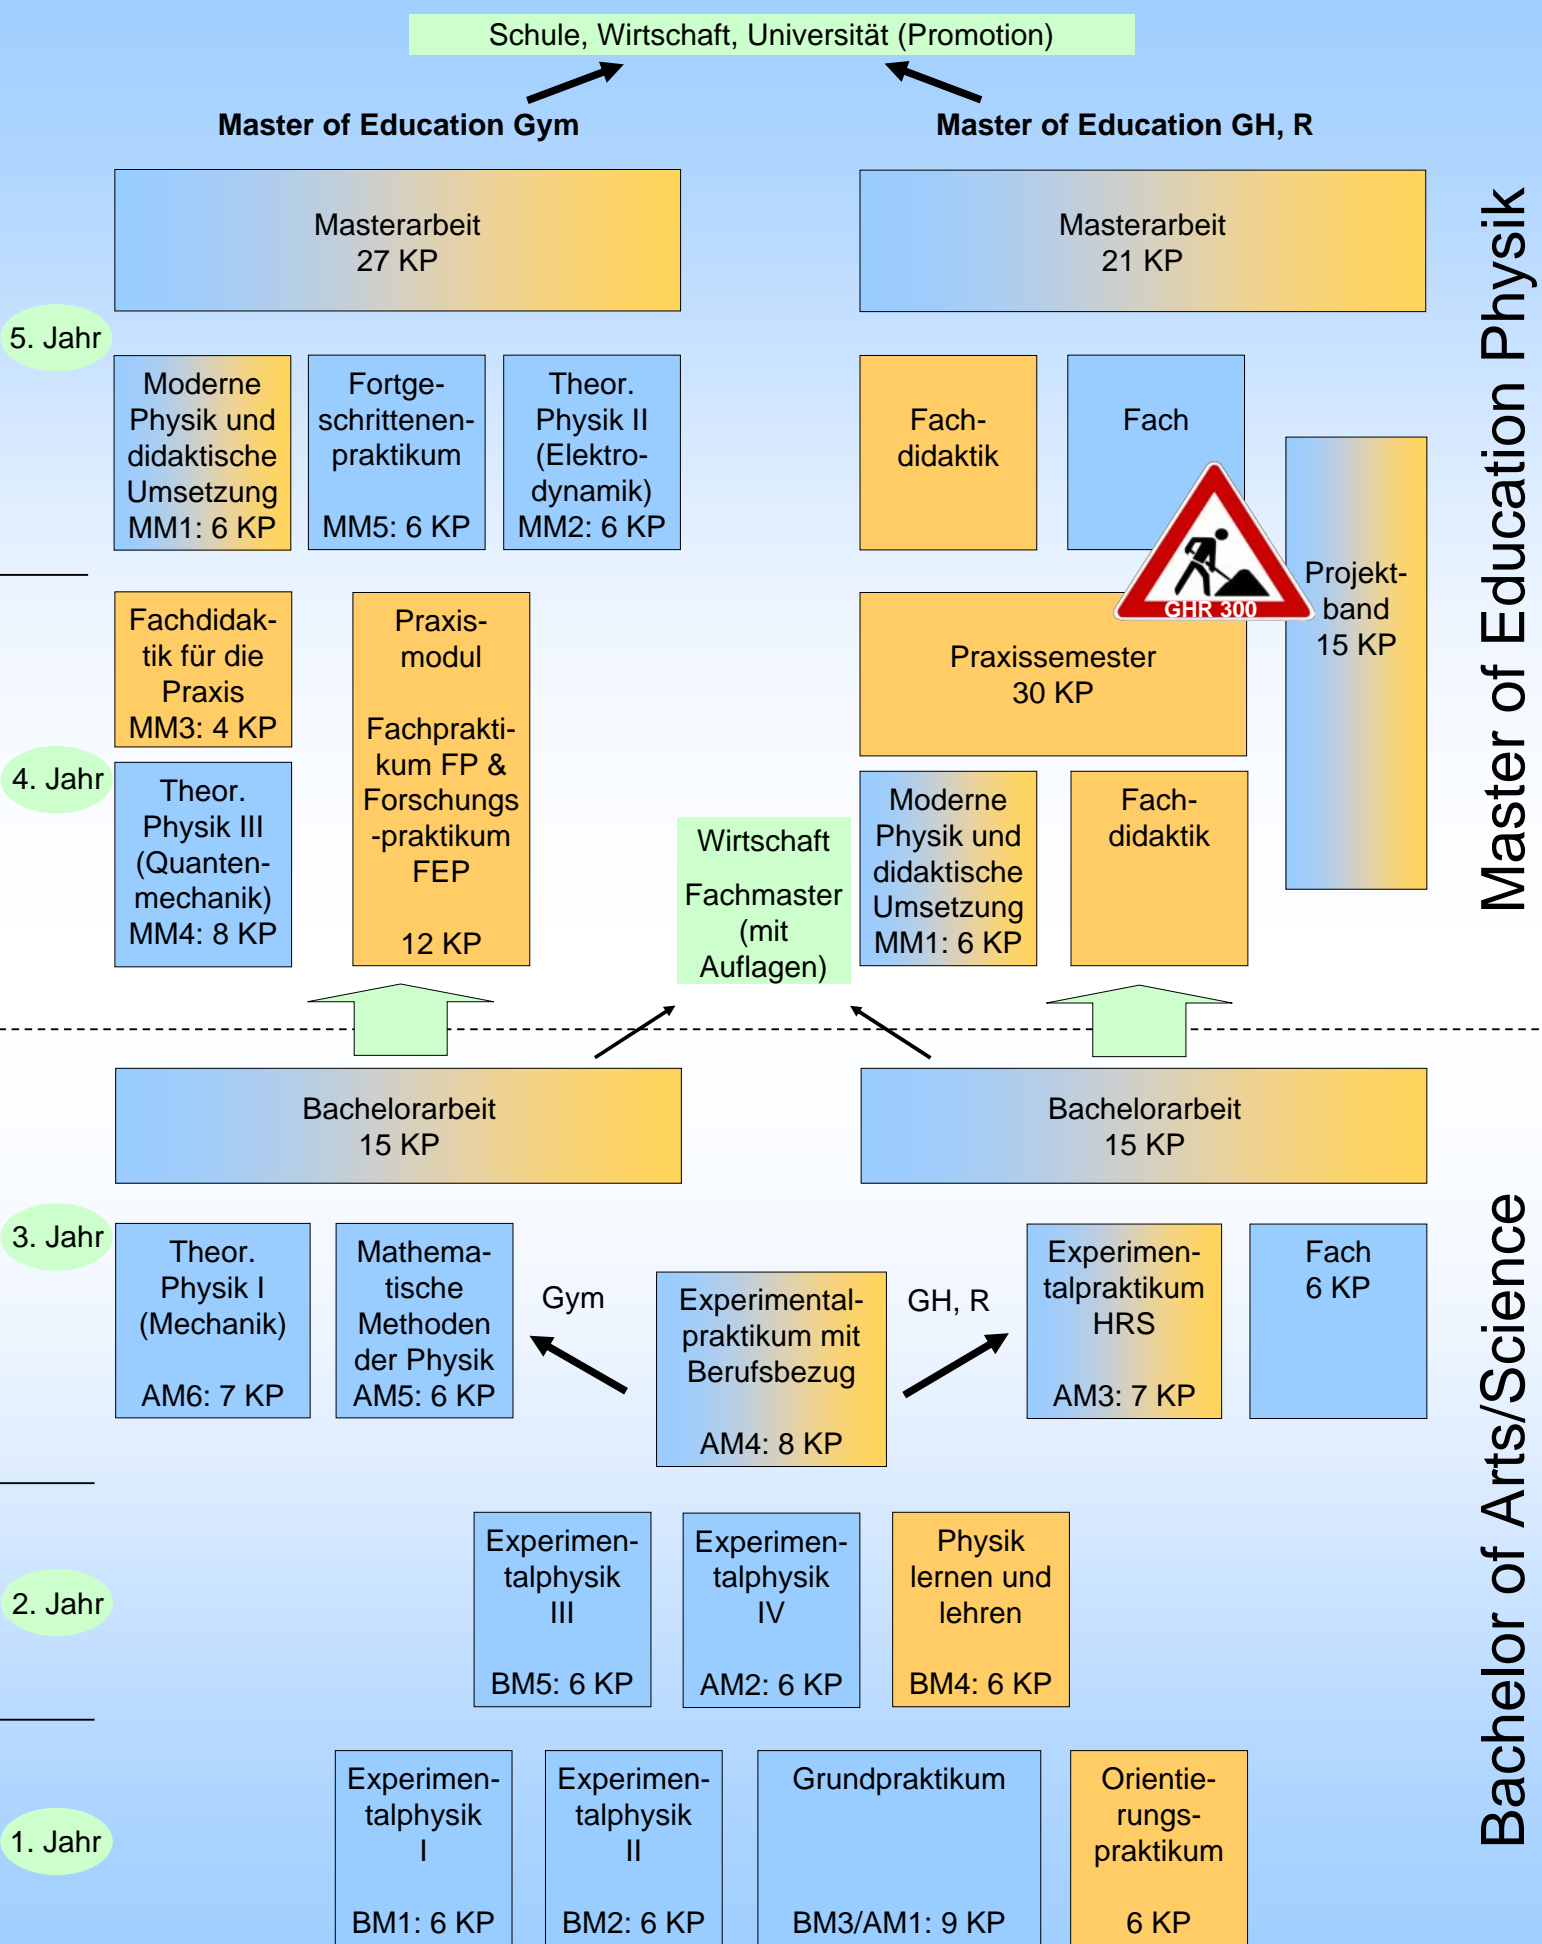 Schule, Wirtschaft, Universität (Promotion)
Master of Education Gym
Master of Education GH, R
Masterarbeit
27 KP
Masterarbeit
21 KP
5. Jahr
Moderne
Physik und
didaktische
Umsetzung
MM1: 6 KP
Fortge-
schrittenen-
praktikum
MM5: 6 KP
Theor.
Physik II
(Elektro-
dynamik)
MM2: 6 KP
Fach-
didaktik
Fach
GHR 300
Projekt-
band
15 KP
Master of Education Physik
4. Jahr
Fachdidak-
tik für die
Praxis
MM3: 4 KP
Theor.
Physik III
(Quanten-
mechanik)
MM4: 8 KP
Praxis-
modul
Fachprakti-
kum FP &
Forschungs
-praktikum
FEP
12 KP
Praxissemester
30 KP
Wirtschaft
Fachmaster
(mit
Auflagen)
Moderne
Physik und
didaktische
Umsetzung
MM1: 6 KP
Fach-
didaktik
Bachelorarbeit
15 KP
Bachelorarbeit
15 KP
3. Jahr
Theor.
Physik I
(Mechanik)
AM6: 7 KP
Mathema-
tische
Methoden
der Physik
AM5: 6 KP
Gym
Experimental-
praktikum mit
Berufsbezug
AM4: 8 KP
GH, R
Experimen-
talpraktikum
HRS
AM3: 7 KP
Fach
6 KP
Bachelor of Arts/Science
2. Jahr
Experimen-
talphysik
III
BM5: 6 KP
Experimen-
talphysik
IV
AM2: 6 KP
Physik
lernen und
lehren
BM4: 6 KP
1. Jahr
Experimen-
talphysik
I
BM1: 6 KP
Experimen-
talphysik
II
BM2: 6 KP
Grundpraktikum
BM3/AM1: 9 KP
Orientie-
rungs-
praktikum
6 KP